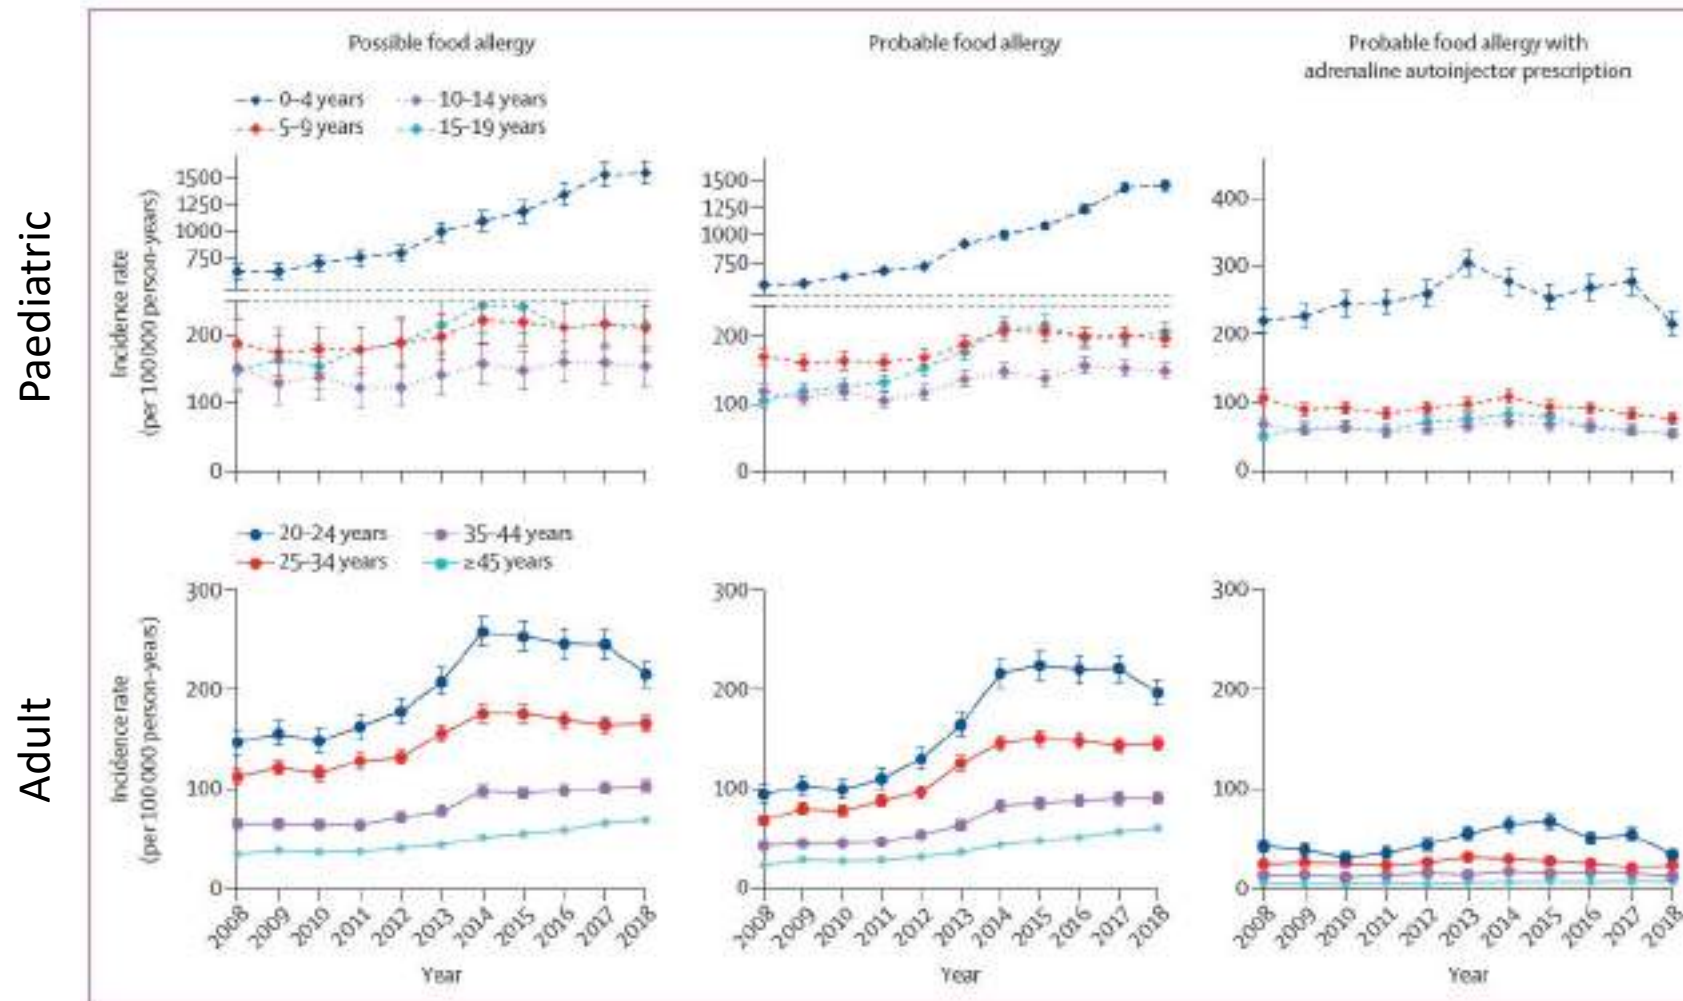 Possible food allergy
Probable food allergy
Probable food allergy with
adrenaline autoinjector prescription
0–4 years
10–14 years
5–9 years
15–19 years
Paediatric
Incidence rate
(per 100 000 person-years)
1500
1250
1000
750
200
100
0
1500
1250
1000
750
200
100
0
400
300
200
100
0
20–24 years
35–44 years
25–34 years
≥45 years
Adult
Incidence rate
(per 100 000 person-years)
300
200
100
0
300
200
100
0
300
200
100
0
2008 2009 2010 2011 2012 2013 2014 2015 2016 2017 2018
2008 2009 2010 2011 2012 2013 2014 2015 2016 2017 2018
2008 2009 2010 2011 2012 2013 2014 2015 2016 2017 2018
Year
Year
Year